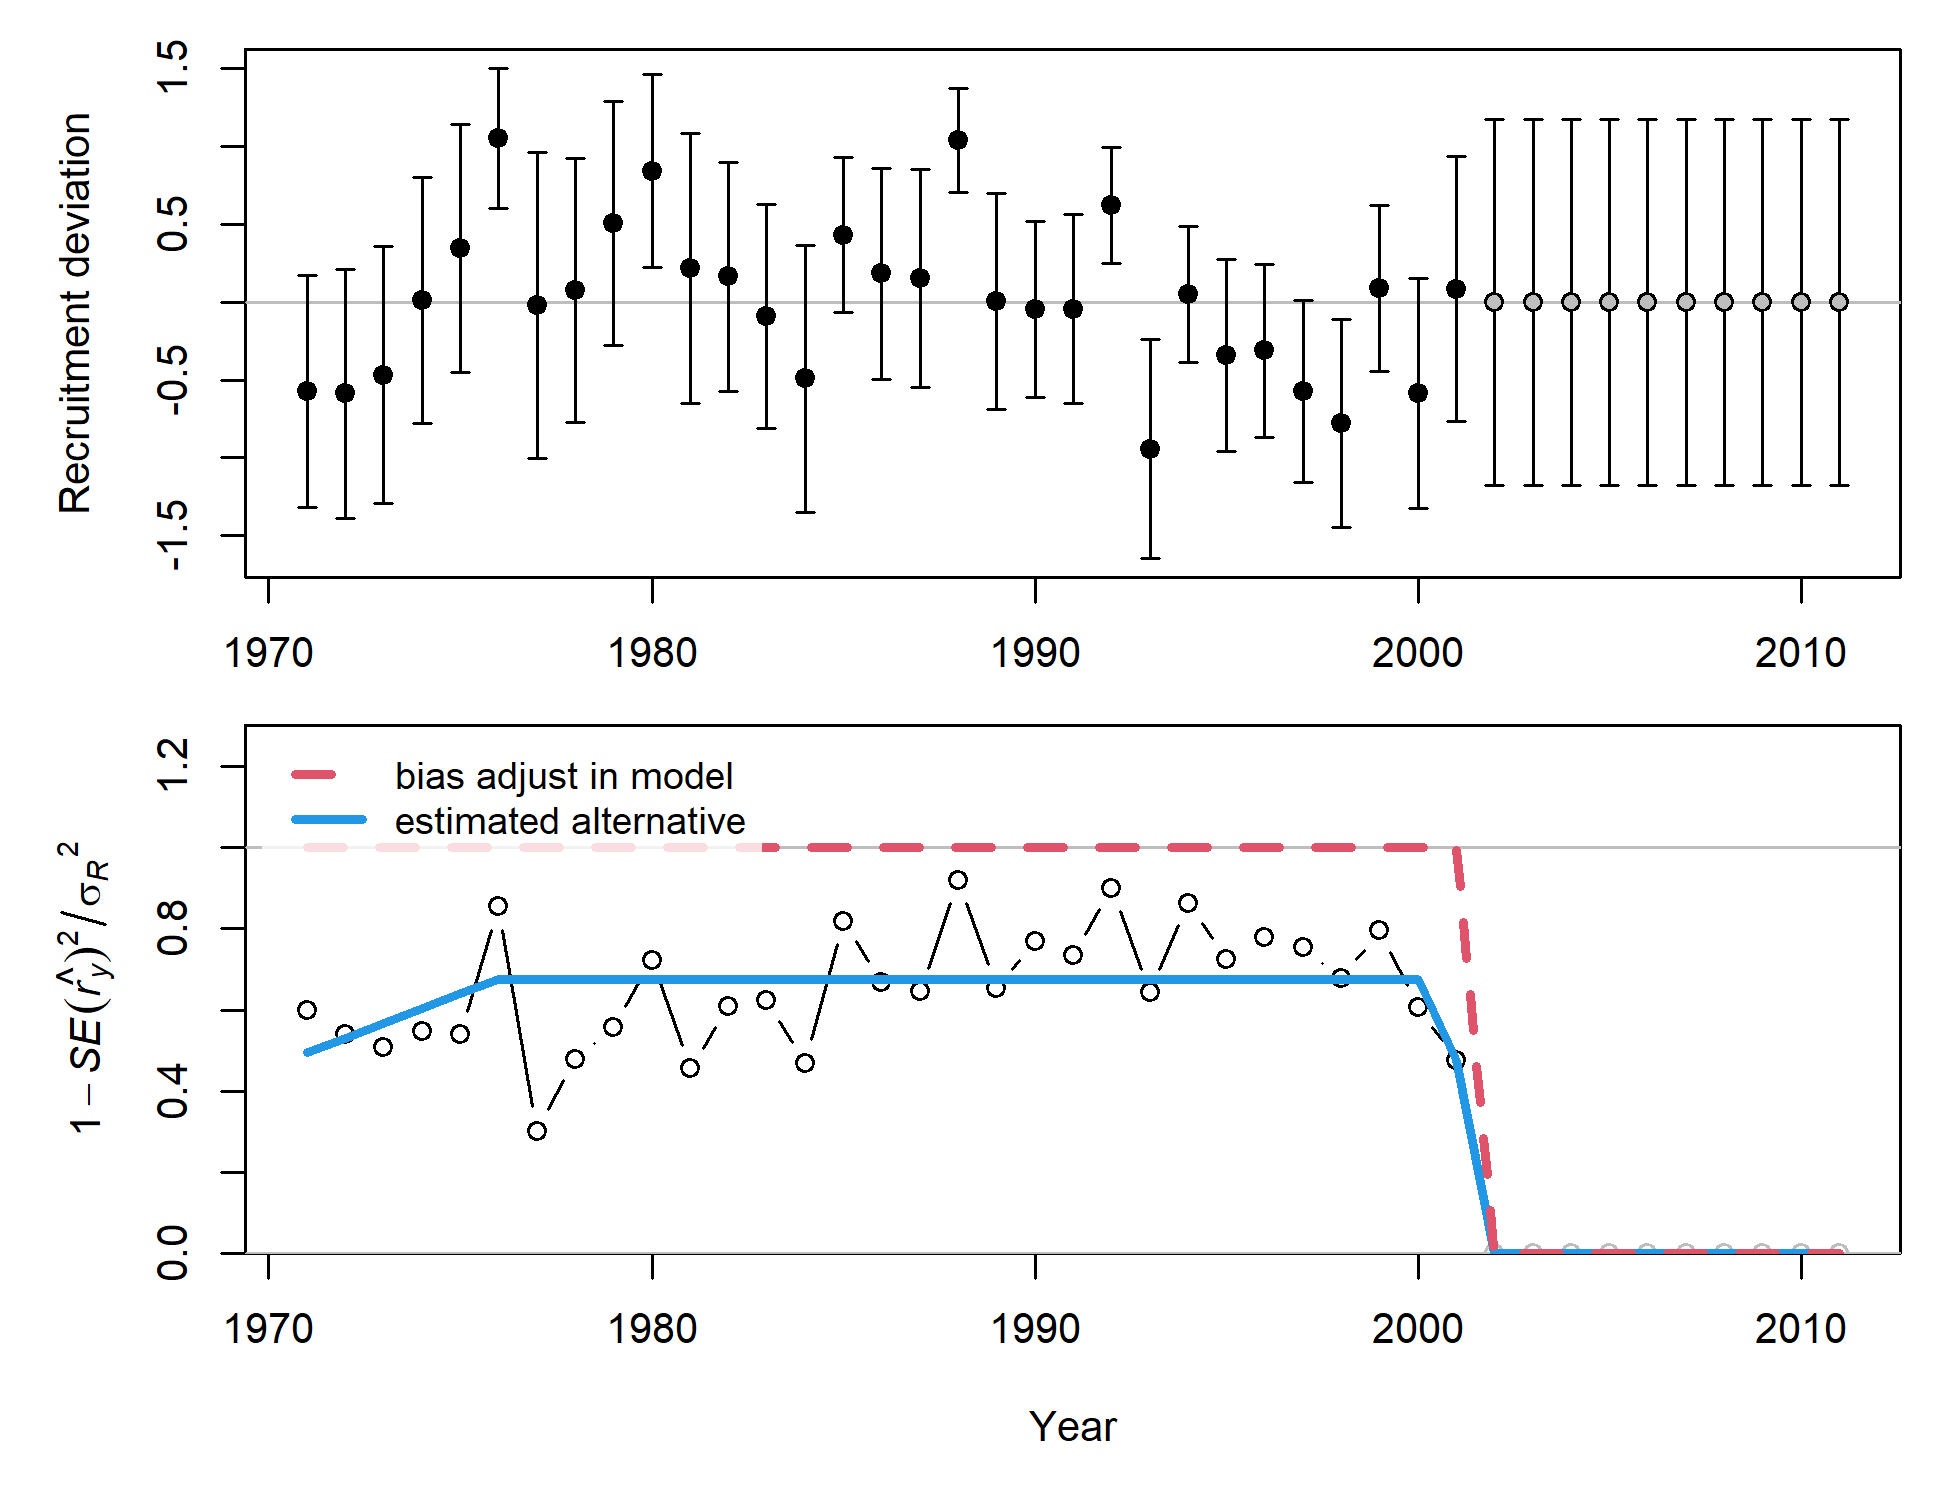 Recruitment deviation
1.5
0.5
-0.5
-1.5
1970 1980 1990 2000 2010
bias adjust in model
estimated alternative
1 − SE(r̂y)² / σR²
1.2
0.8
0.4
0.0
1970 1980 1990 2000 2010
Year